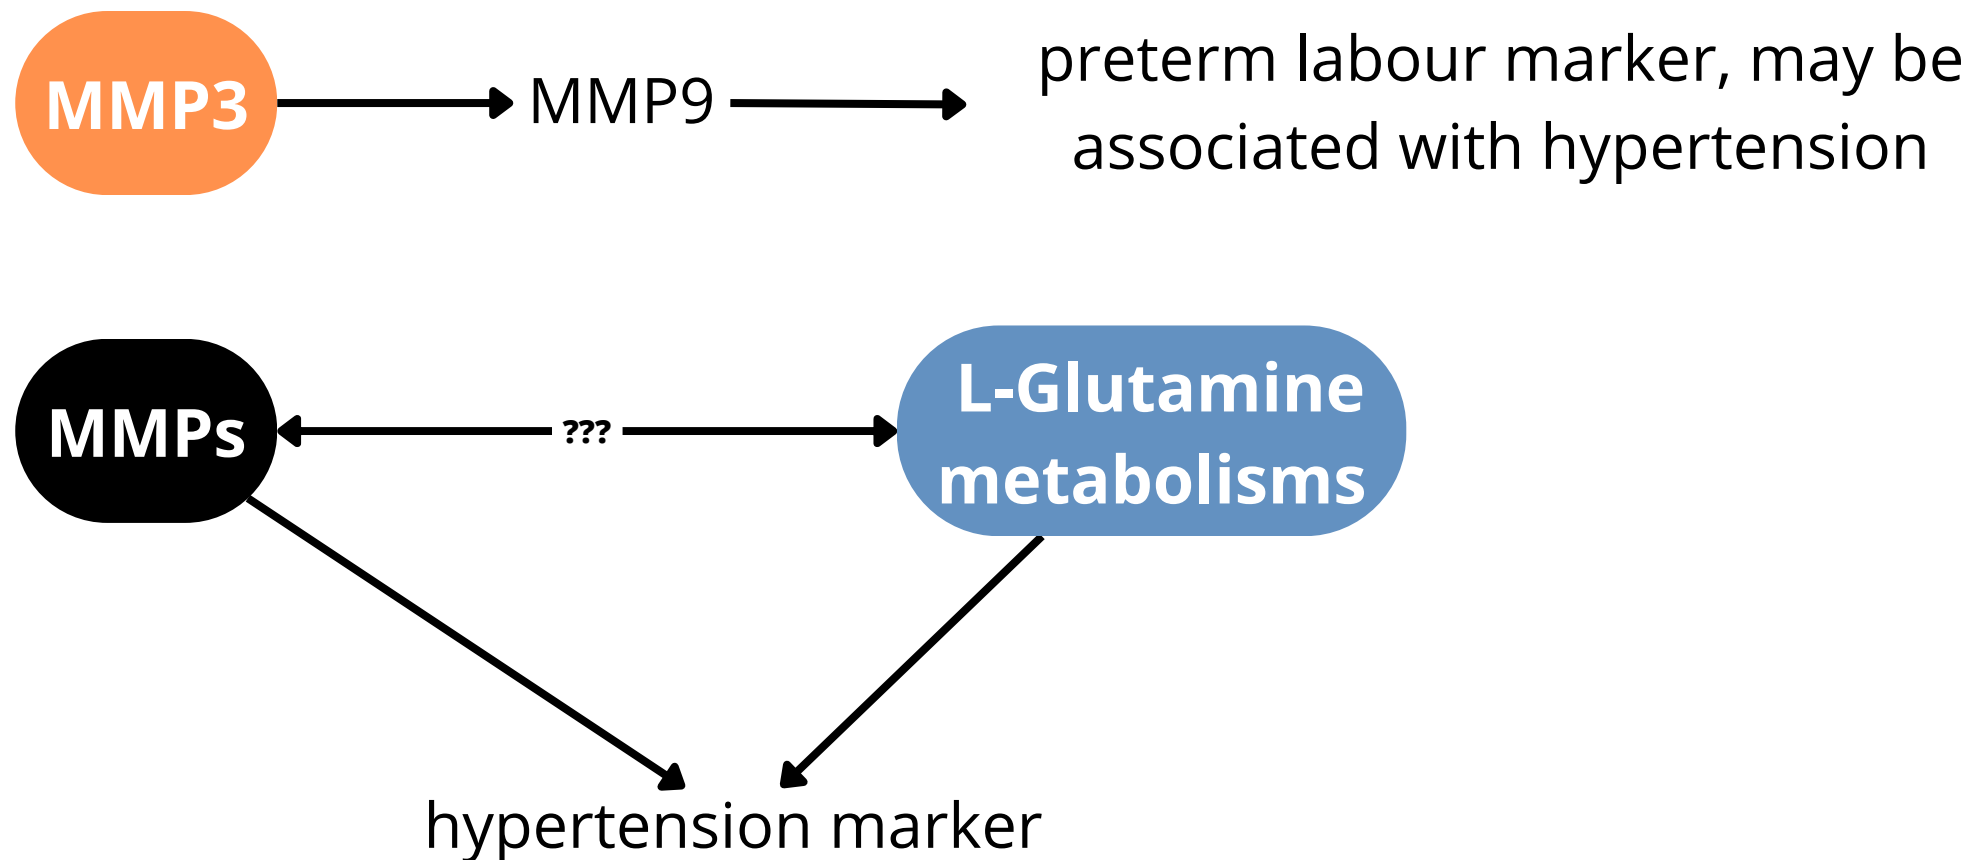 MMP3
MMP9
preterm labour marker, may be
associated with hypertension
MMPs
???
L-Glutamine
metabolisms
hypertension marker